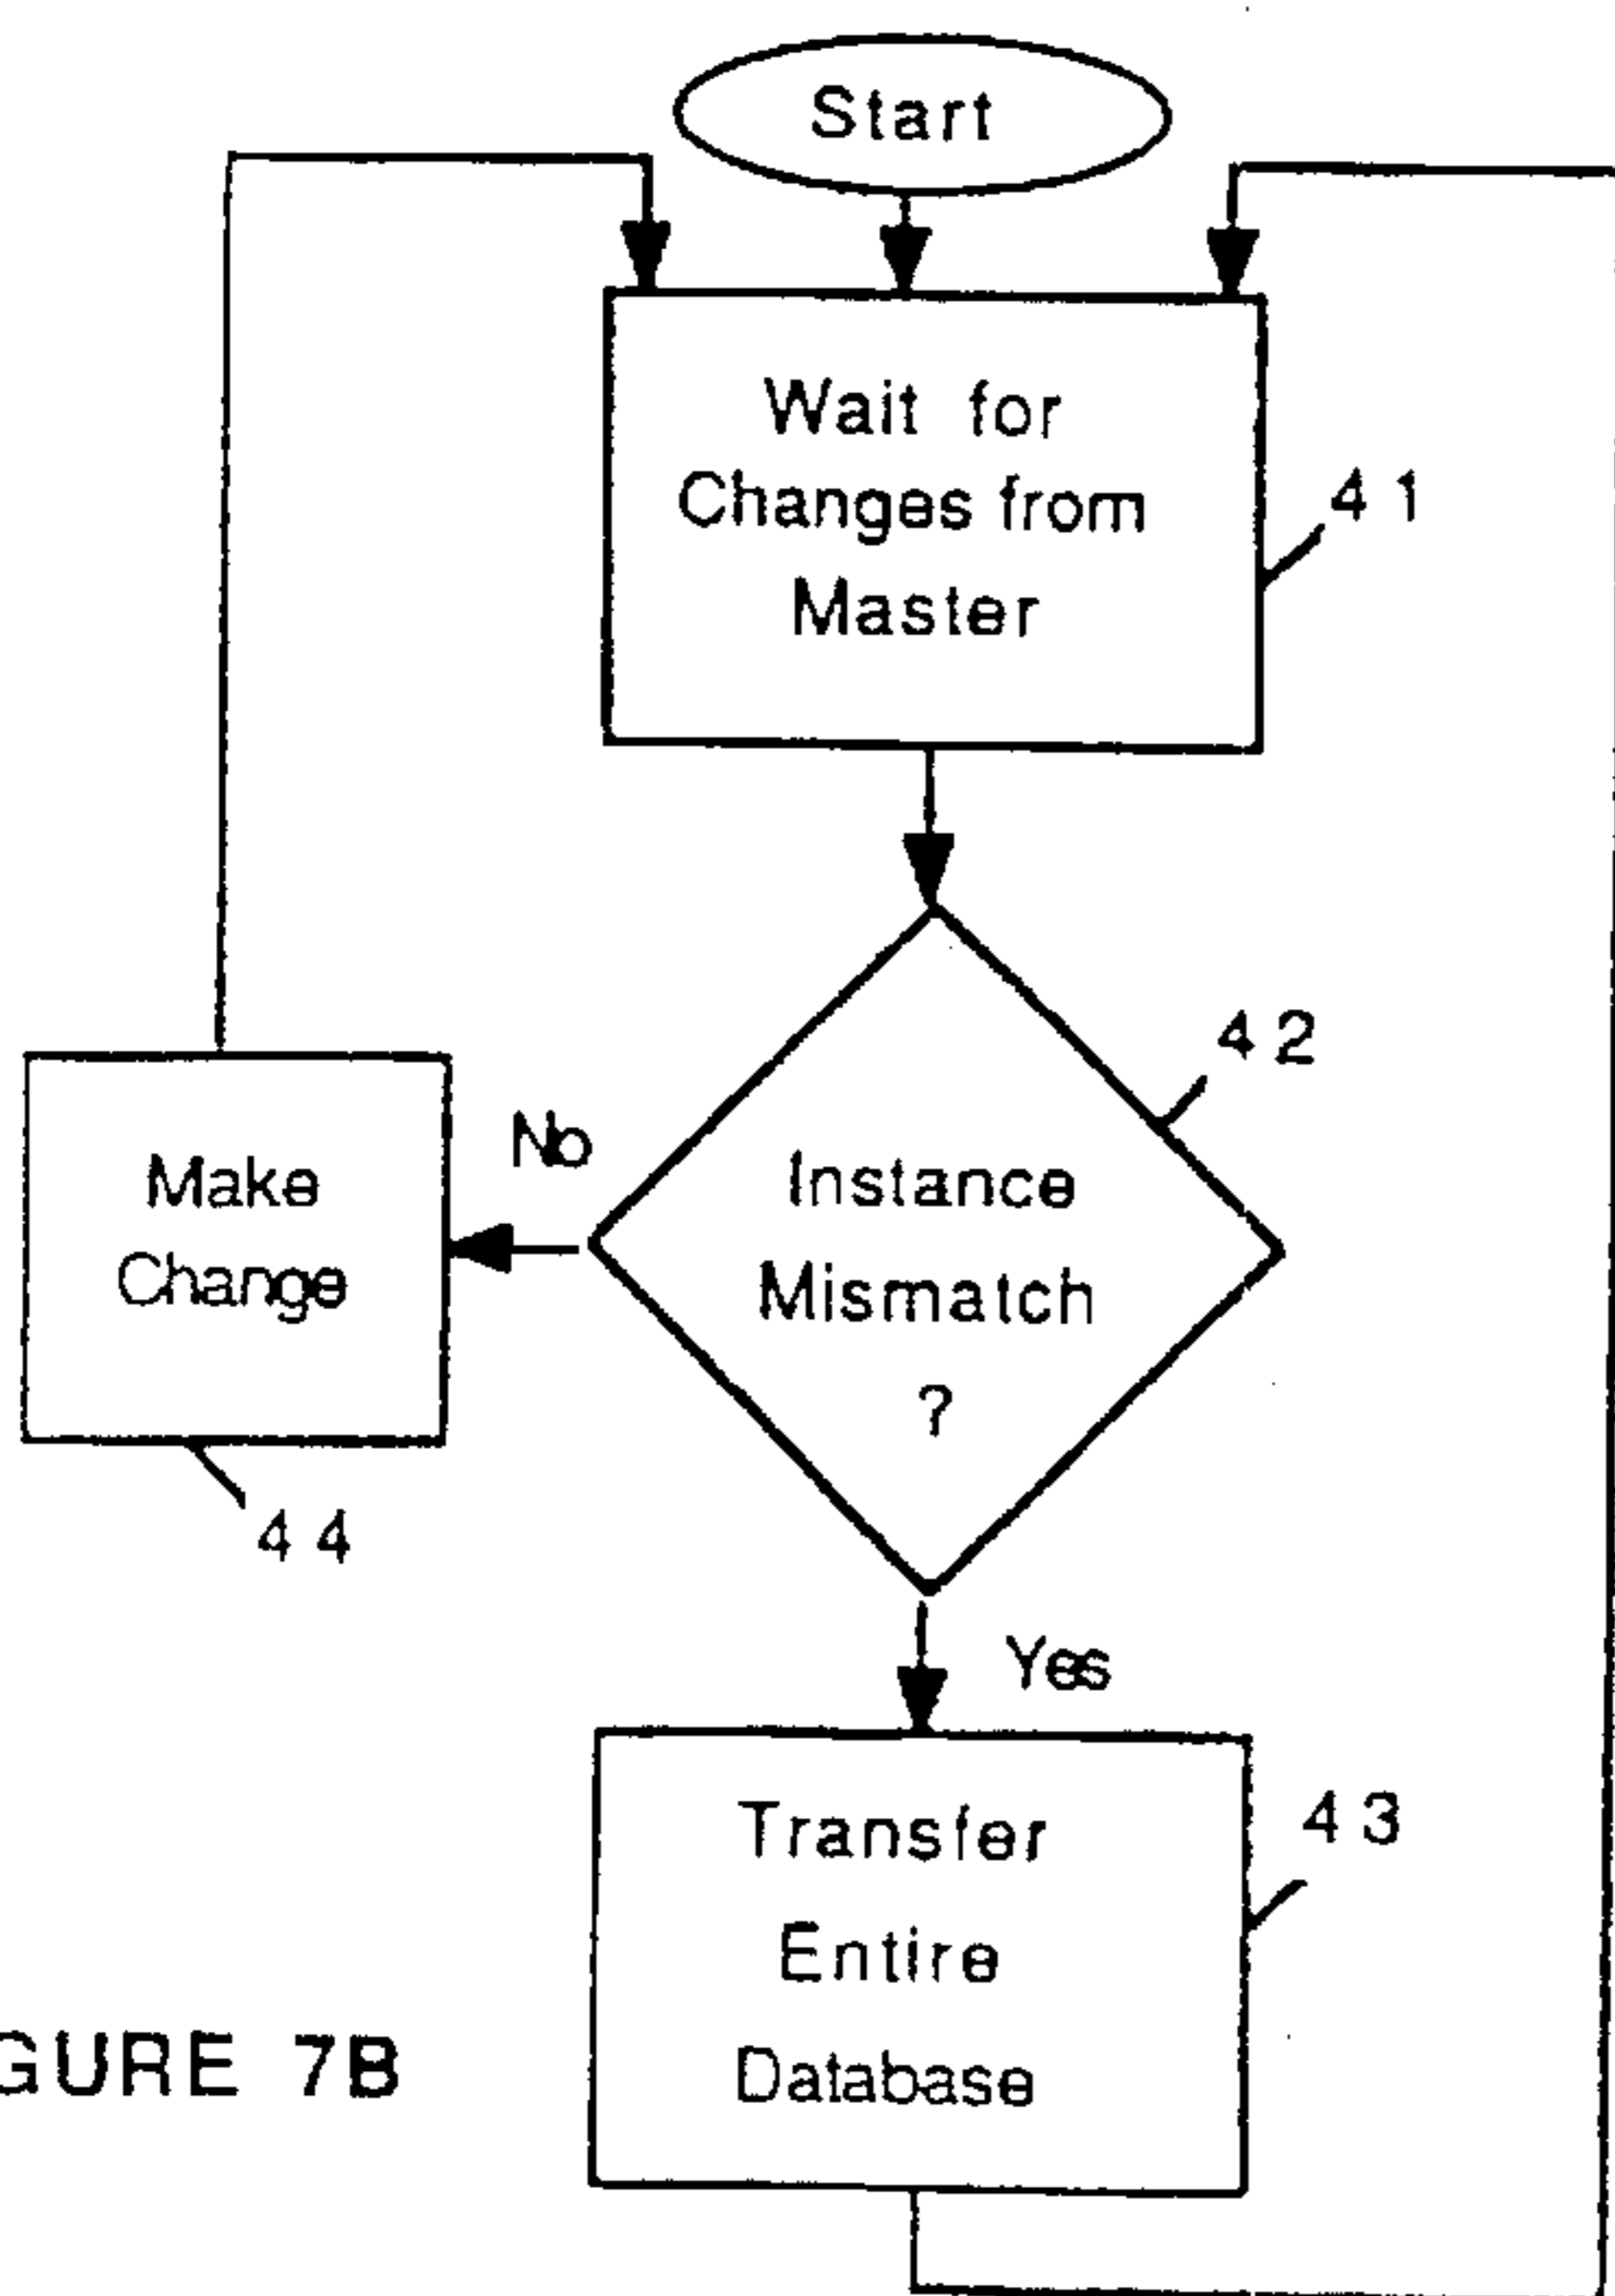 Start
Wait for
Changes from
Master
41
42
No
Instance
Mismatch
?
Make
Change
44
Yes
Transfer
Entire
Database
43
GURE 7B